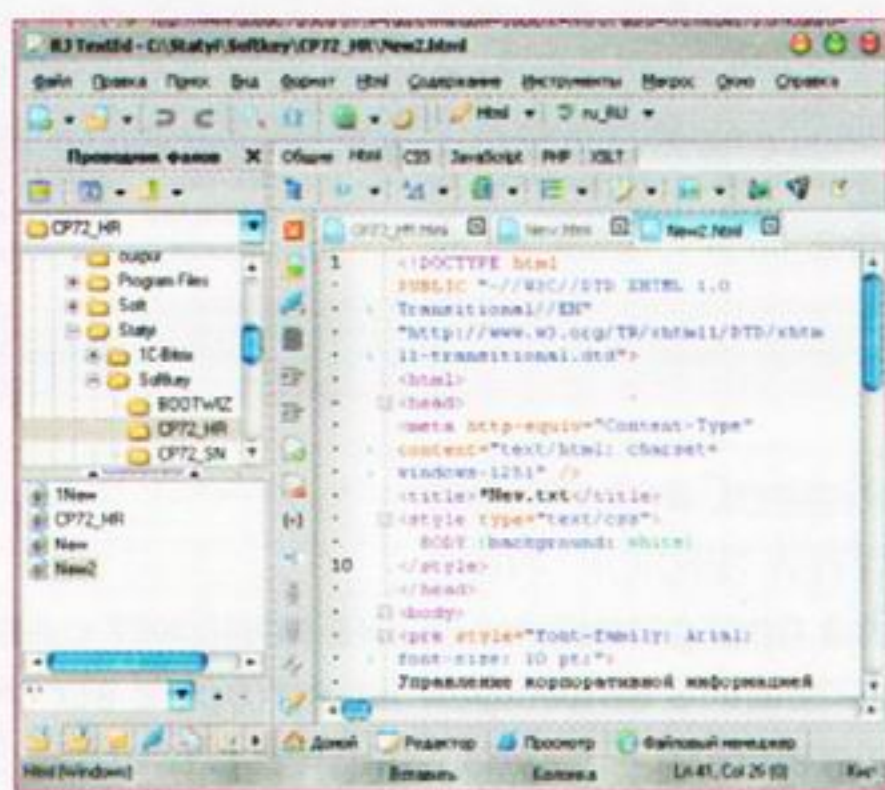 RJ TextEd - C:\Statyi\Softkey\CP72_HR\New2.html
Файл Правка Поиск Вид Формат Html Содержание Инструменты Макрос Окно Справка
Html ru_RU
Проводник файлов X Общие Html CSS JavaScript PHP XSLT
CP72_HR
CP72_HR.html New.html New2.html
output
Program Files
Soft
Statyi
1C-Bitrix
Softkey
BOOTWIZ
CP72_HR
CP72_SN
1New
CP72_HR
New
New2
1 <!DOCTYPE html
PUBLIC "-//W3C//DTD XHTML 1.0
Transitional//EN"
"http://www.w3.org/TR/xhtml1/DTD/xhtm
l1-transitional.dtd">
<html>
<head>
<meta http-equiv="Content-Type"
content="text/html; charset=
windows-1251" />
<title>*New.txt</title>
<style type="text/css">
BODY {background: white}
10 </style>
</head>
<body>
<pre style="font-family: Arial;
font-size: 10 pt;">
Управление корпоративной информацией
Домой Редактор Просмотр Файловый менеджер
Html [Windows] Вставить Колонка Ln 41, Col 26 (0)